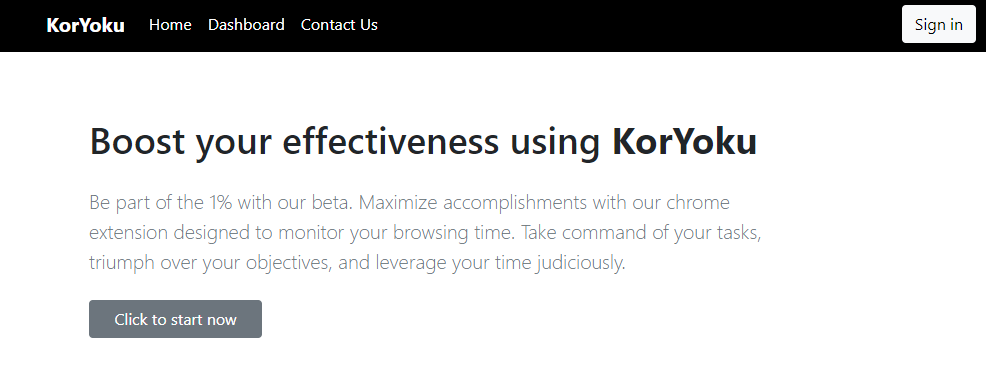 KorYoku Home Dashboard Contact Us Sign in
Boost your effectiveness using KorYoku
Be part of the 1% with our beta. Maximize accomplishments with our chrome
extension designed to monitor your browsing time. Take command of your tasks,
triumph over your objectives, and leverage your time judiciously.
Click to start now